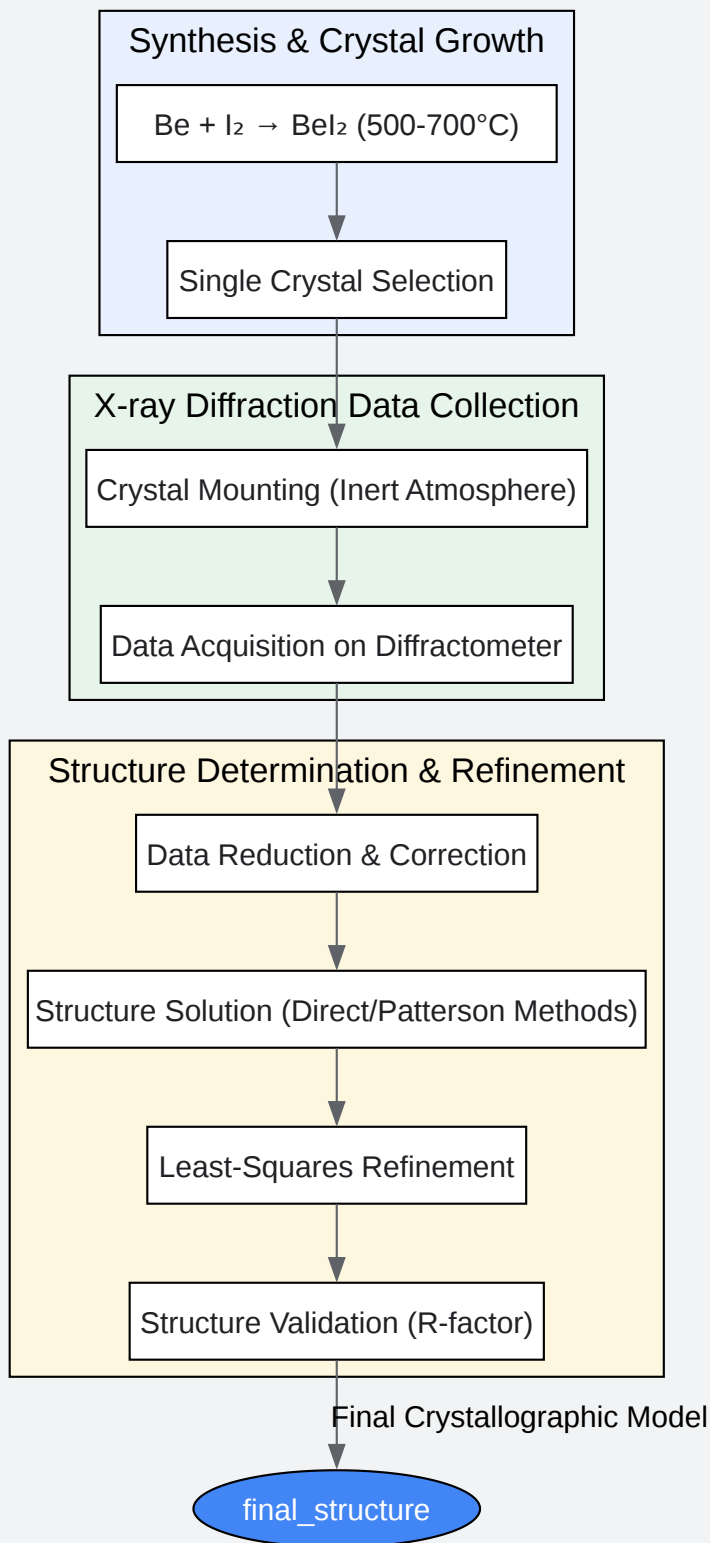 Synthesis & Crystal Growth
Be + I₂ → BeI₂ (500-700°C)
Single Crystal Selection
X-ray Diffraction Data Collection
Crystal Mounting (Inert Atmosphere)
Data Acquisition on Diffractometer
Structure Determination & Refinement
Data Reduction & Correction
Structure Solution (Direct/Patterson Methods)
Least-Squares Refinement
Structure Validation (R-factor)
Final Crystallographic Model
final_structure